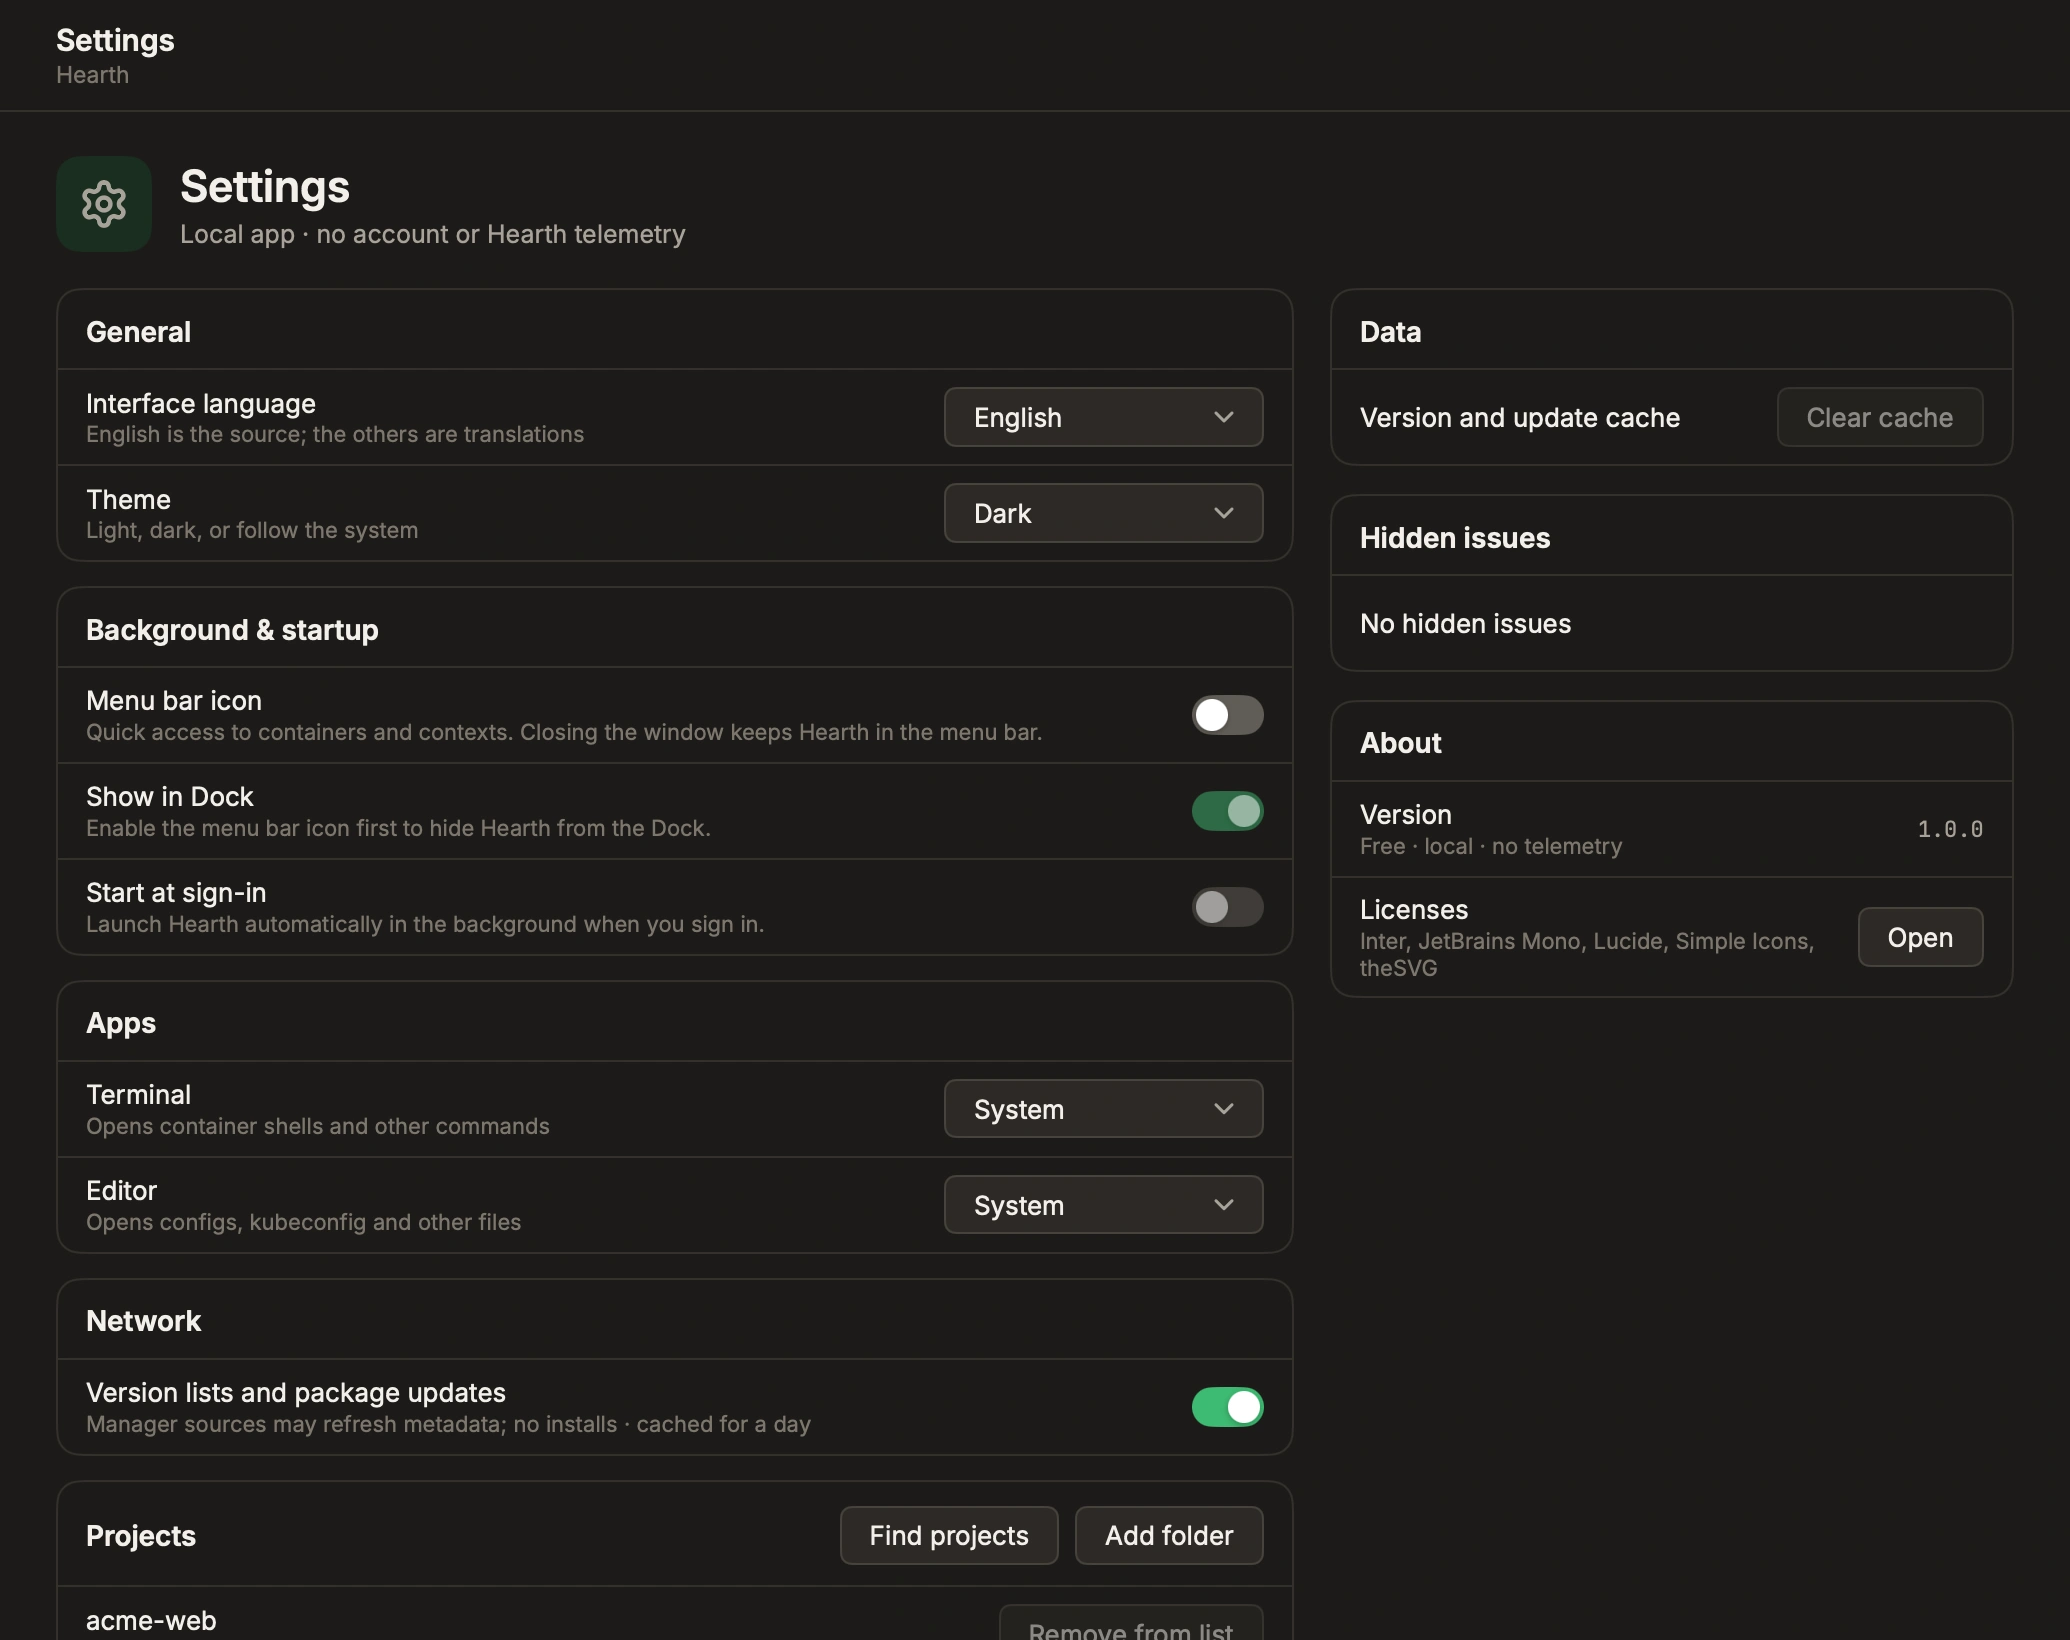 Settings
Hearth
Settings
Local app · no account or Hearth telemetry
General
Interface language
English is the source; the others are translations
English
Theme
Light, dark, or follow the system
Dark
Background & startup
Menu bar icon
Quick access to containers and contexts. Closing the window keeps Hearth in the menu bar.
Show in Dock
Enable the menu bar icon first to hide Hearth from the Dock.
Start at sign-in
Launch Hearth automatically in the background when you sign in.
Apps
Terminal
Opens container shells and other commands
System
Editor
Opens configs, kubeconfig and other files
System
Network
Version lists and package updates
Manager sources may refresh metadata; no installs · cached for a day
Projects
Find projects
Add folder
acme-web
Remove from list
Data
Version and update cache
Clear cache
Hidden issues
No hidden issues
About
Version
Free · local · no telemetry
1.0.0
Licenses
Inter, JetBrains Mono, Lucide, Simple Icons,
theSVG
Open